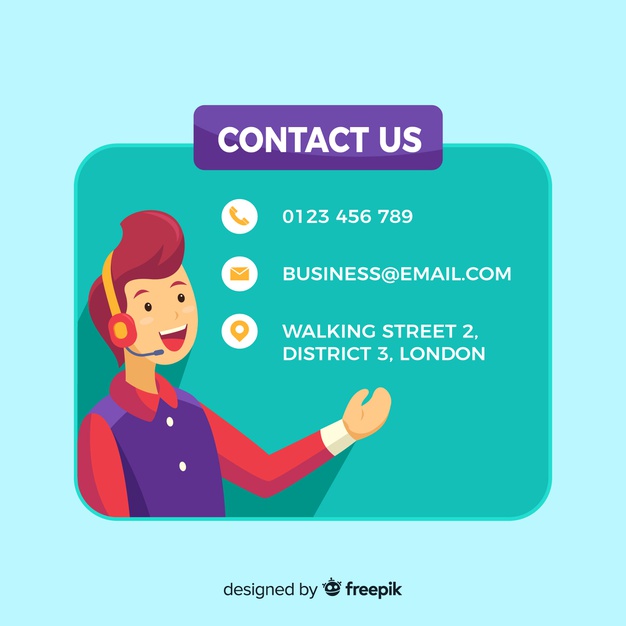 CONTACT US
0123 456 789
BUSINESS@EMAIL.COM
WALKING STREET 2,
DISTRICT 3, LONDON
designed by freepik